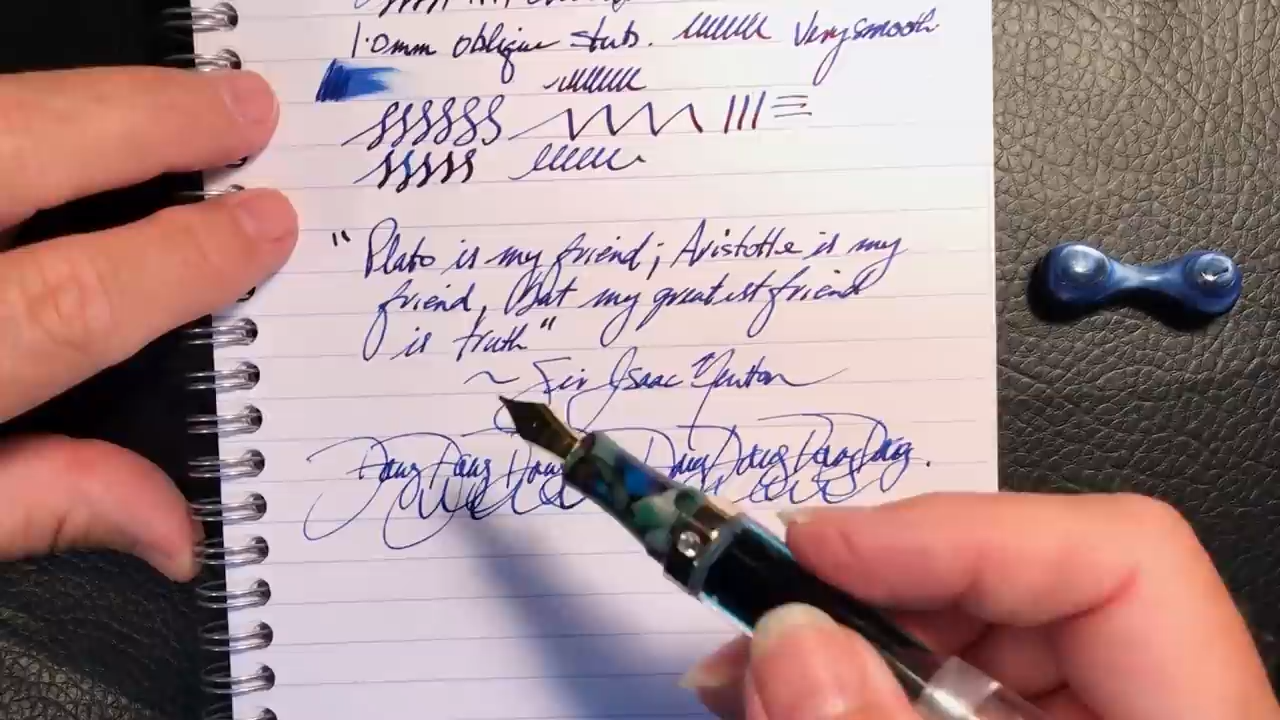 1.0mm oblique stub. Very smooth
"Plato is my friend; Aristotle is my
friend, But my greatest friend
is truth"
~ Sir Isaac Newton